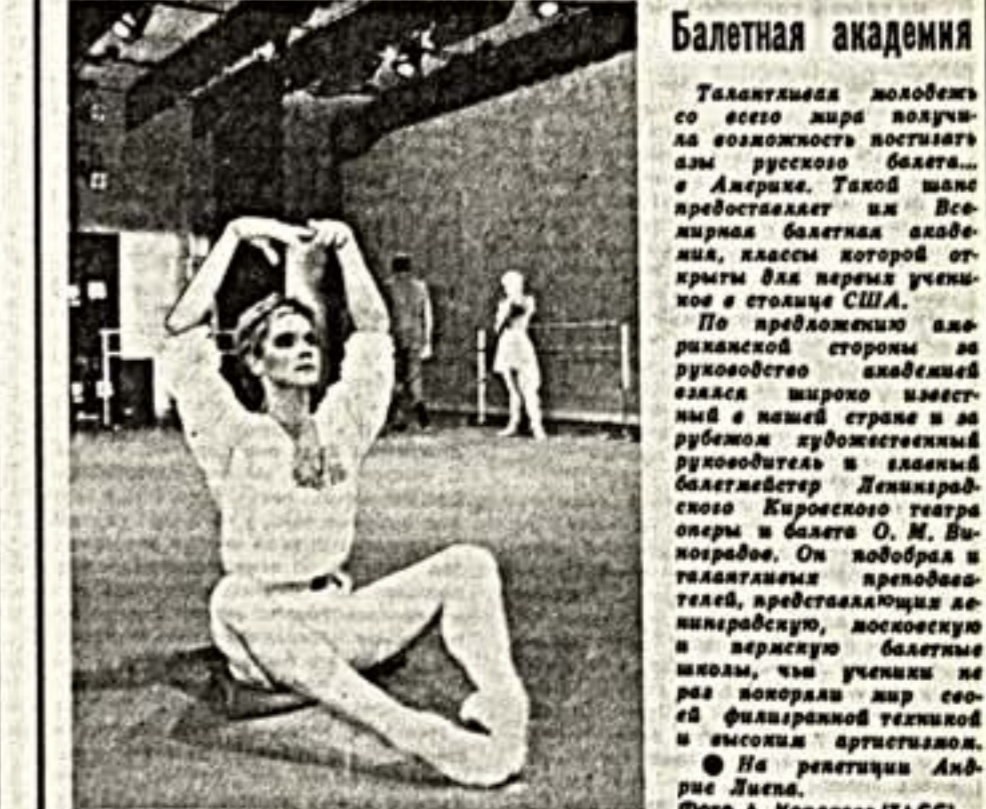 Балетная академия
Талантливая молодежь
со всего мира получи-
ла возможность постигать
азы русского балета...
в Америке. Такой шанс
предоставляет им Все-
мирная балетная акаде-
мия, классы которой от-
крыты для первых учени-
ков в столице США.
По предложению аме-
риканской стороны за
руководство академией
взялся широко извест-
ный в нашей стране и за
рубежом художественный
руководитель и главный
балетмейстер Ленинград-
ского Кировского театра
оперы и балета О. М. Ви-
ноградов. Он подобрал и
талантливых преподава-
телей, представляющих ле-
нинградскую, московскую
и пермскую балетные
школы, чьи ученики не
раз покоряли мир сво-
ей филигранной техникой
и высоким артистизмом.
● На репетиции Анд-
рис Лиепа.
Фото А.